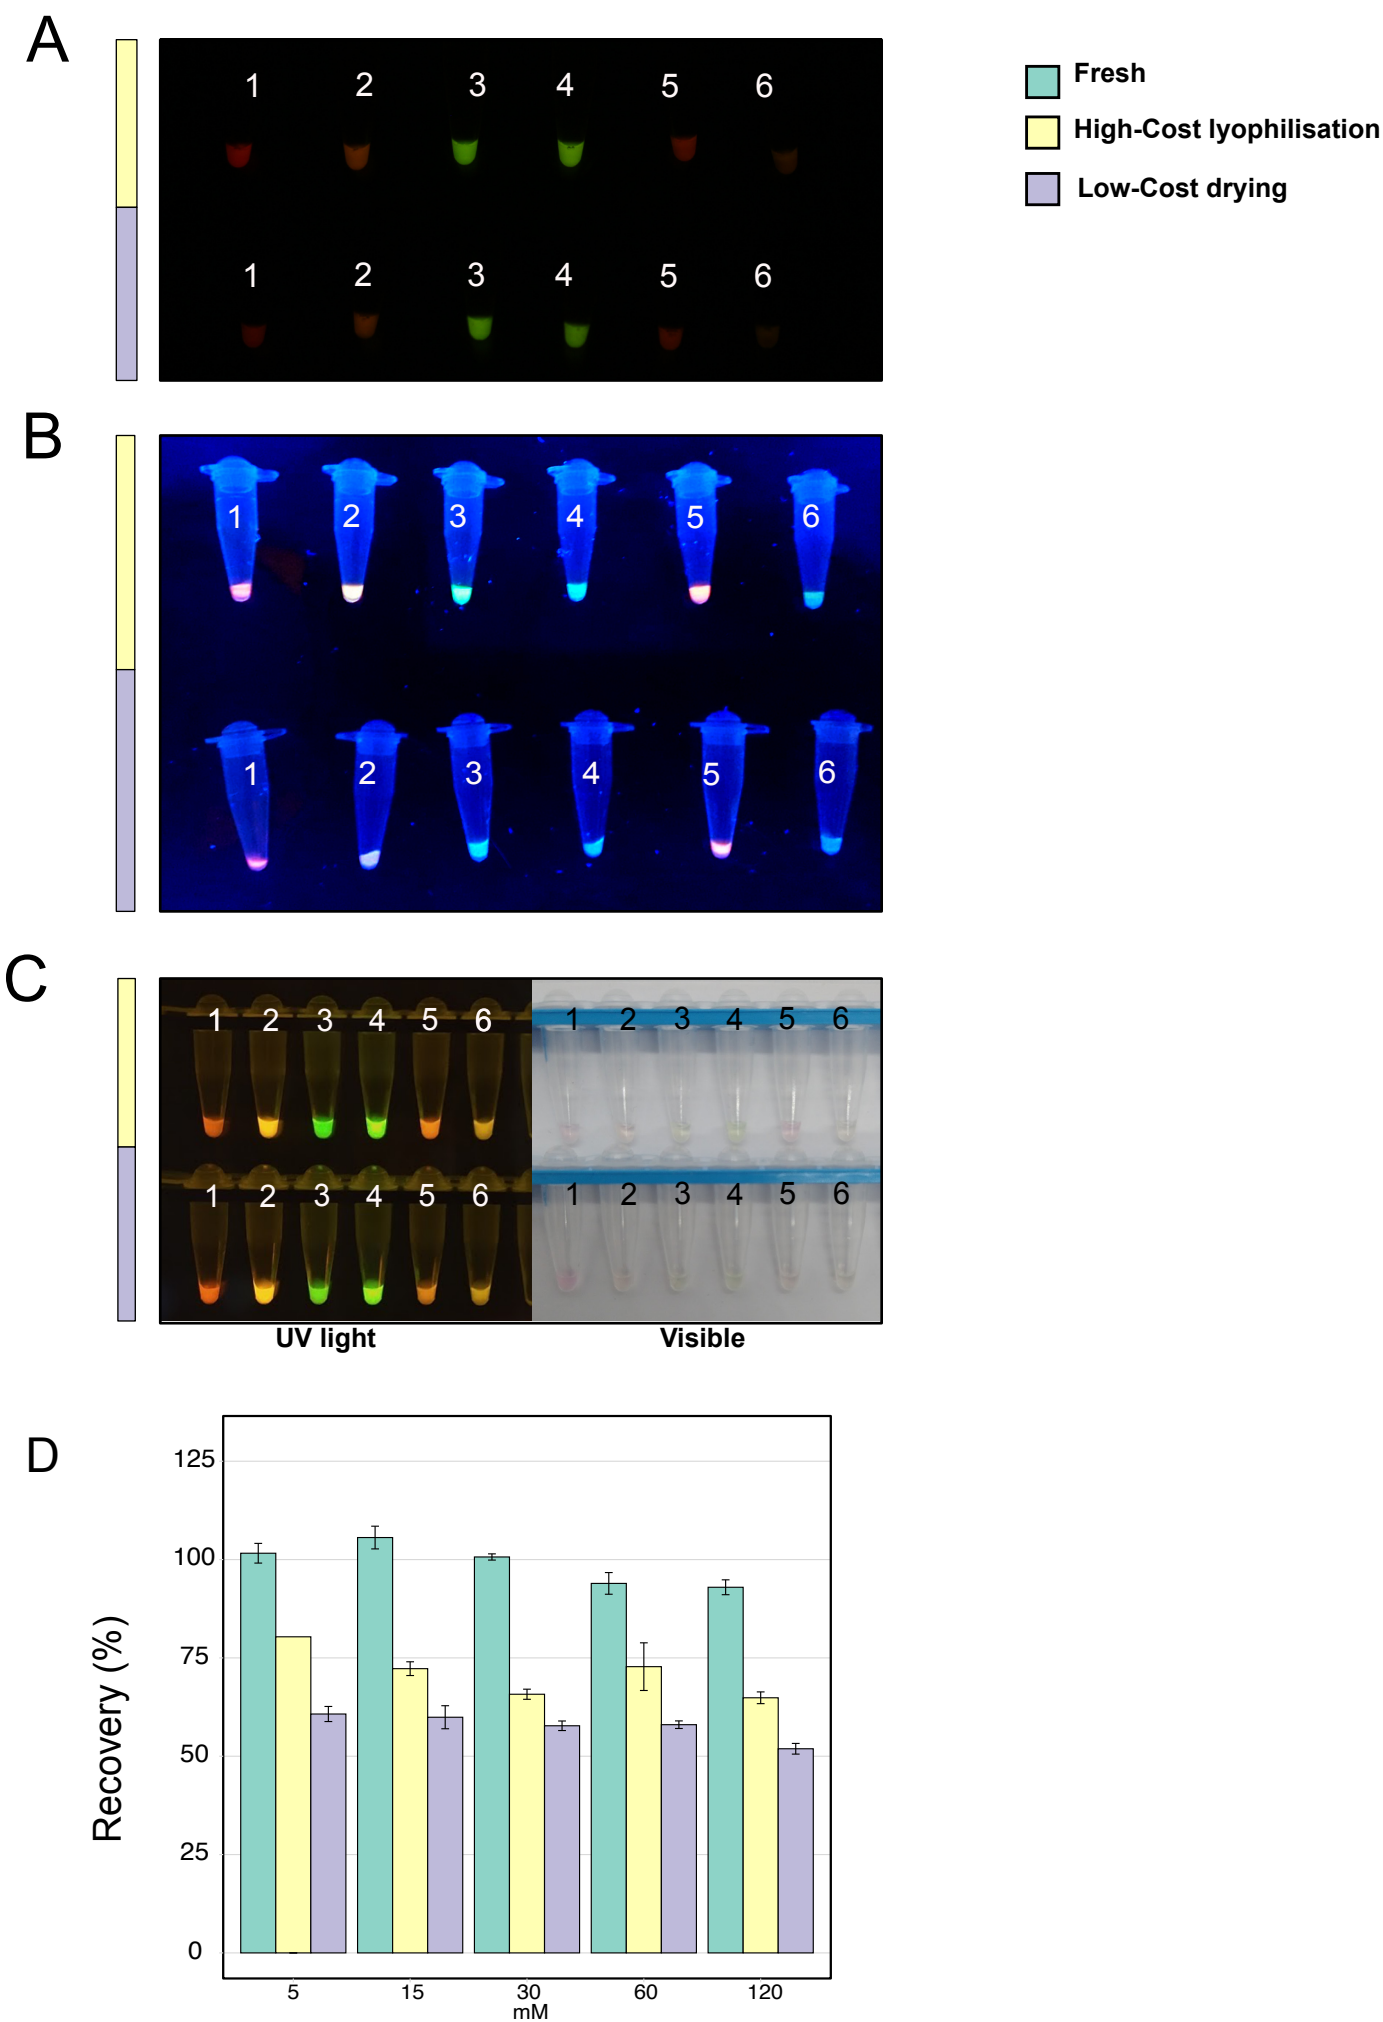 A
1 2 3 4 5 6
1 2 3 4 5 6
Fresh
High-Cost lyophilisation
Low-Cost drying
B
1 2 3 4 5 6
1 2 3 4 5 6
C
1 2 3 4 5 6 1 2 3 4 5 6
1 2 3 4 5 6 1 2 3 4 5 6
UV light Visible
D
Recovery (%)
125
100
75
50
25
0
5 15 30 60 120
mM